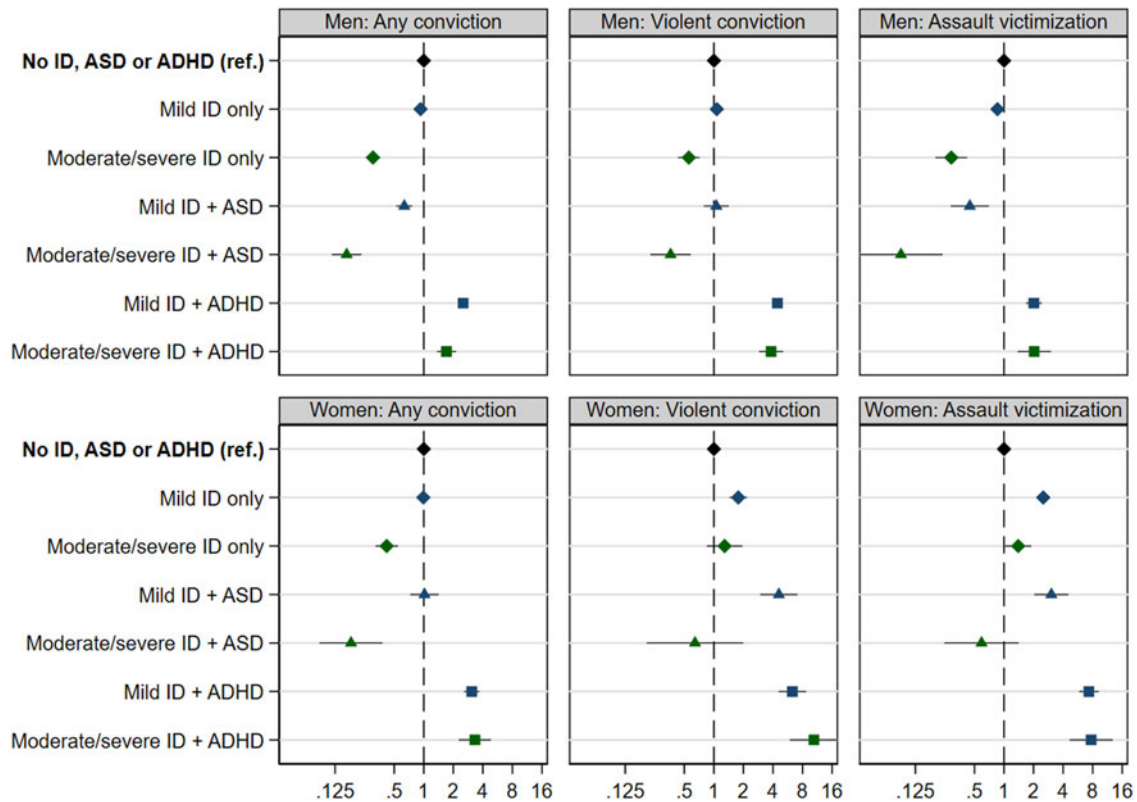 Men: Any conviction
Men: Violent conviction
Men: Assault victimization
No ID, ASD or ADHD (ref.)
Mild ID only
Moderate/severe ID only
Mild ID + ASD
Moderate/severe ID + ASD
Mild ID + ADHD
Moderate/severe ID + ADHD
Women: Any conviction
Women: Violent conviction
Women: Assault victimization
No ID, ASD or ADHD (ref.)
Mild ID only
Moderate/severe ID only
Mild ID + ASD
Moderate/severe ID + ASD
Mild ID + ADHD
Moderate/severe ID + ADHD
.125 .5 1 2 4 8 16
.125 .5 1 2 4 8 16
.125 .5 1 2 4 8 16